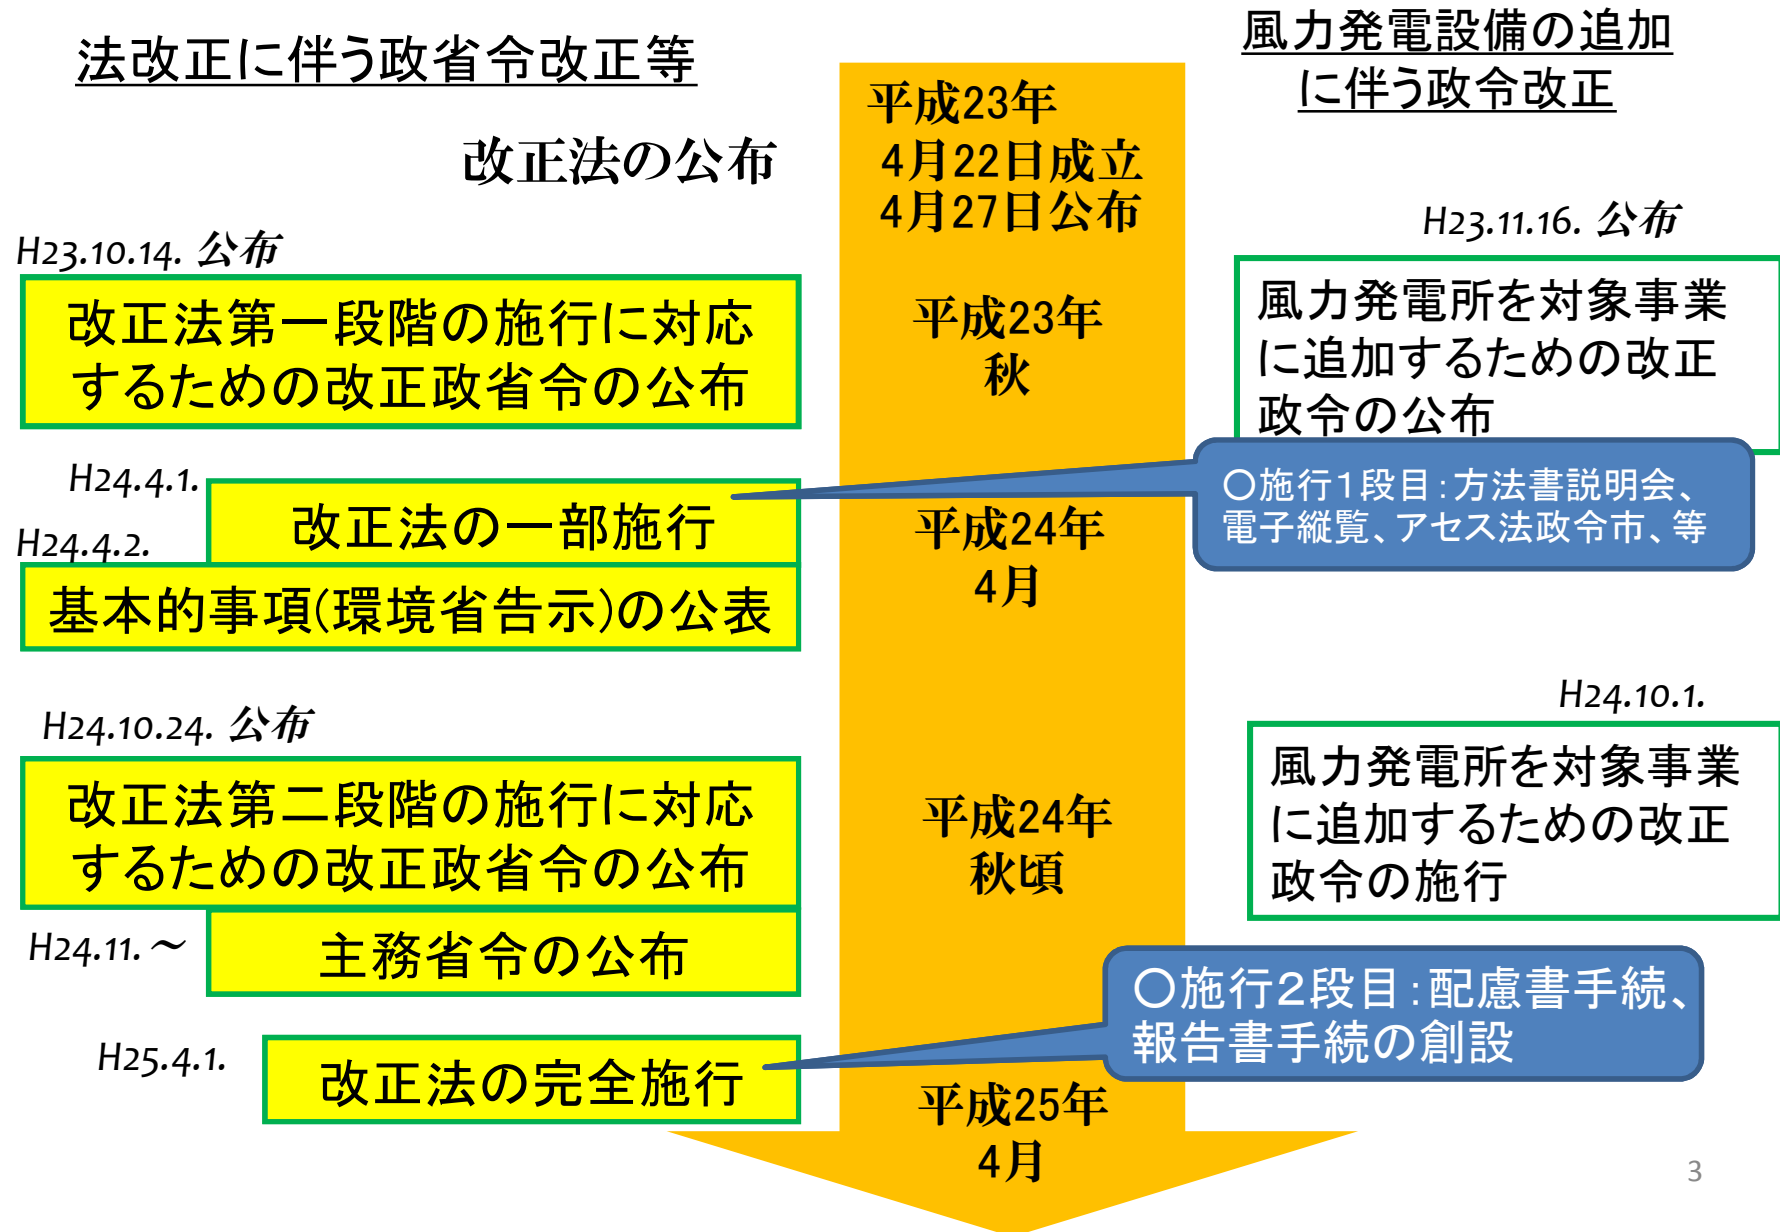 法改正に伴う政省令改正等
風力発電設備の追加
に伴う政令改正
改正法の公布
平成23年
4月22日成立
4月27日公布
H23.10.14. 公布
改正法第一段階の施行に対応
するための改正政省令の公布
平成23年
秋
H23.11.16. 公布
風力発電所を対象事業
に追加するための改正
政令の公布
H24.4.1.
改正法の一部施行
H24.4.2.
基本的事項(環境省告示)の公表
平成24年
4月
○施行1段目：方法書説明会、
電子縦覧、アセス法政令市、等
H24.10.24. 公布
改正法第二段階の施行に対応
するための改正政省令の公布
H24.11.～
主務省令の公布
平成24年
秋頃
H24.10.1.
風力発電所を対象事業
に追加するための改正
政令の施行
○施行2段目：配慮書手続、
報告書手続の創設
H25.4.1.
改正法の完全施行
平成25年
4月
3